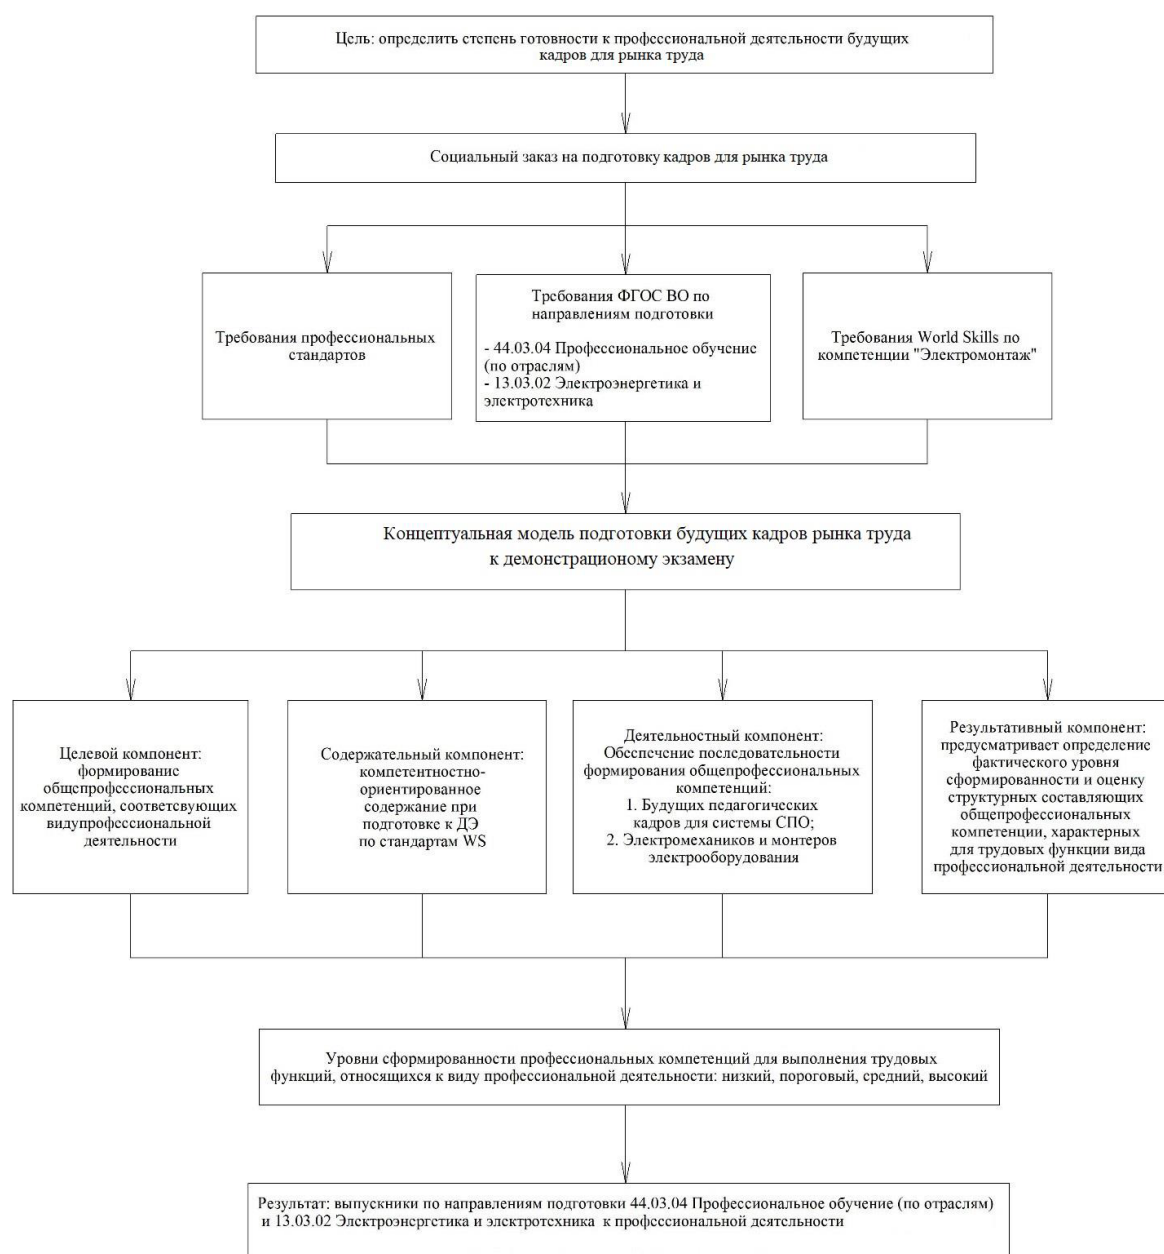 Цель: определить степень готовности к профессиональной деятельности будущих
кадров для рынка труда
Социальный заказ на подготовку кадров для рынка труда
Требования профессиональных
стандартов
Требования ФГОС ВО по
направлениям подготовки
- 44.03.04 Профессиональное обучение
(по отраслям)
- 13.03.02 Электроэнергетика и
электротехника
Требования World Skills по
компетенции "Электромонтаж"
Концептуальная модель подготовки будущих кадров рынка труда
к демонстрационому экзамену
Целевой компонент:
формирование
общепрофессиональных
компетенций, соответсвующих
видупрофессиональной
деятельности
Содержательный компонент:
компетентностно-
ориентированное
содержание при
подготовке к ДЭ
по стандартам WS
Деятельностный компонент:
Обеспечение последовательности
формирования общепрофессиональных
компетенций:
1. Будущих педагогических
кадров для системы СПО;
2. Электромехаников и монтеров
электрооборудования
Результативный компонент:
предусматривает определение
фактического уровня
сформированности и оценку
структурных составляющих
общепрофессиональных
компетенции, характерных
для трудовых функции вида
профессиональной деятельности
Уровни сформированности профессиональных компетенций для выполнения трудовых
функций, относящихся к виду профессиональной деятельности: низкий, пороговый, средний, высокий
Результат: выпускники по направлениям подготовки 44.03.04 Профессиональное обучение (по отраслям)
и 13.03.02 Электроэнергетика и электротехника к профессиональной деятельности